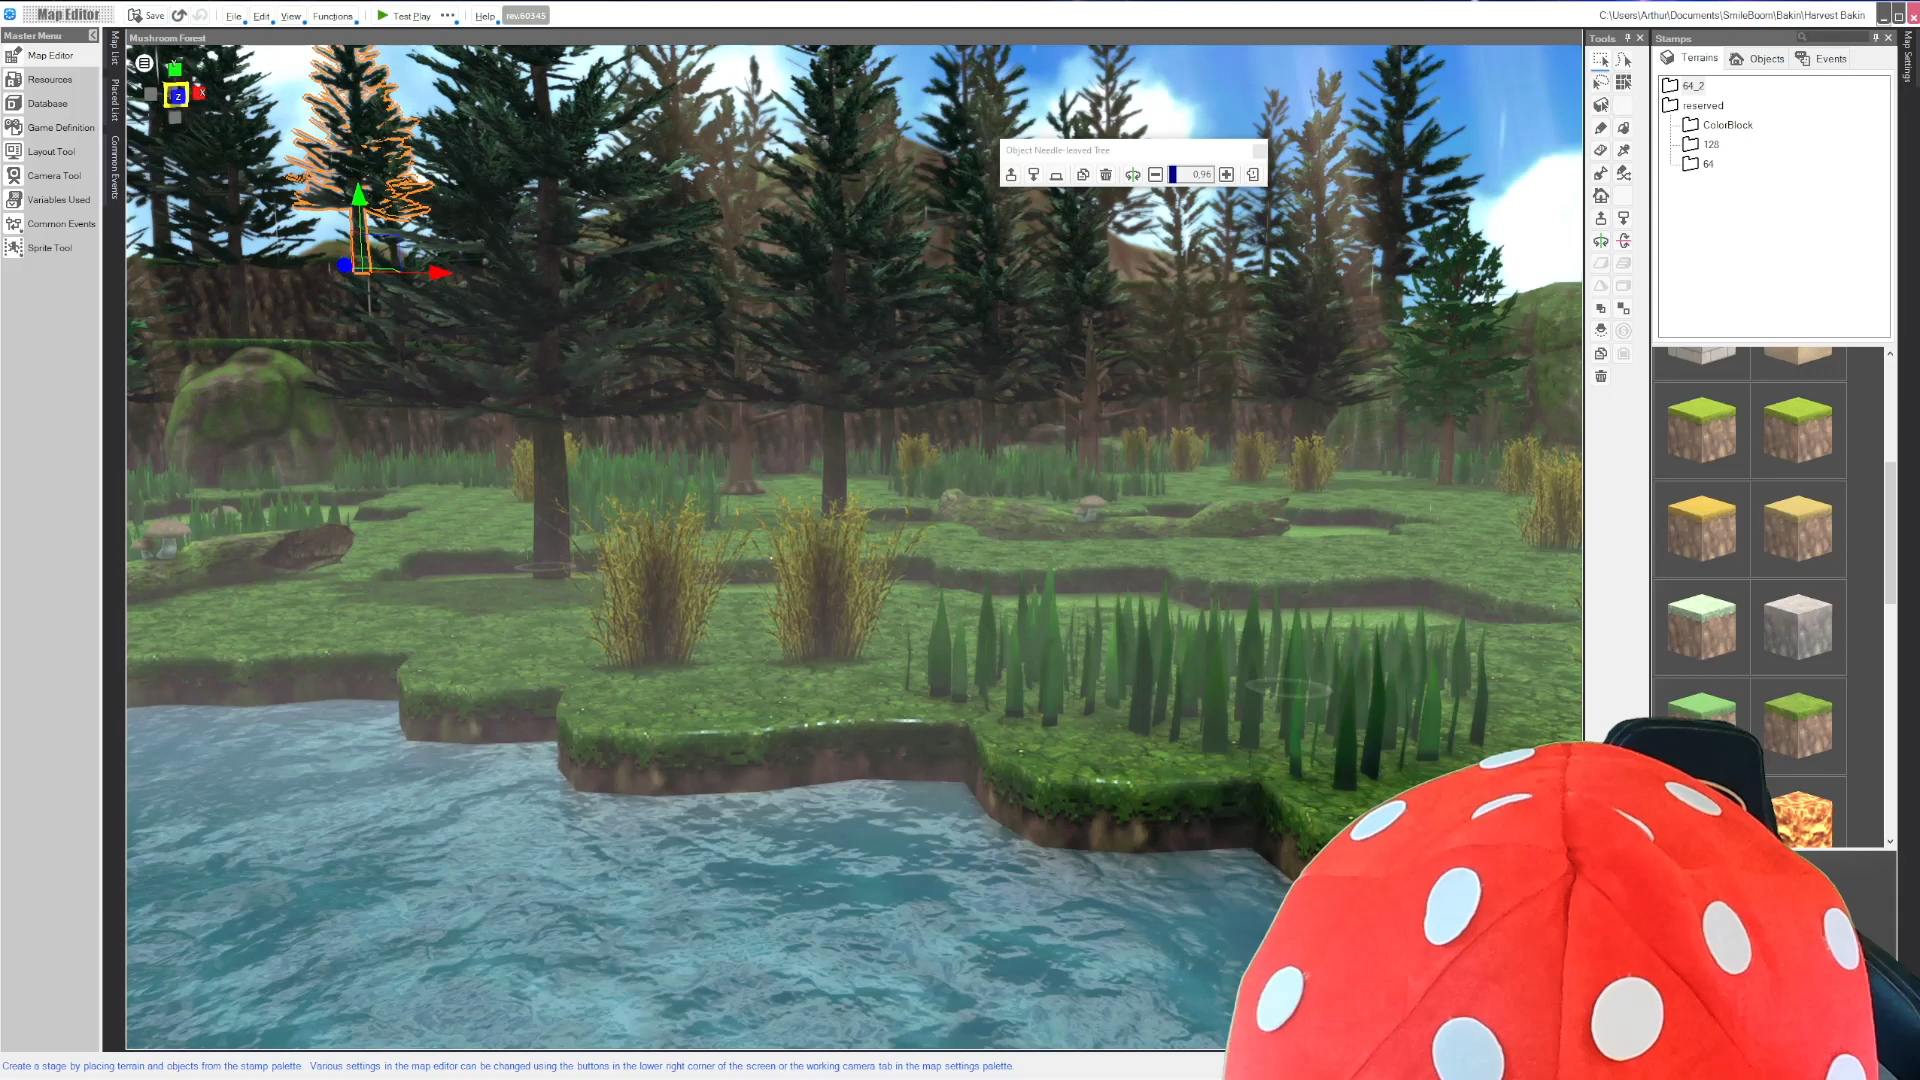 Map Editor
Save
File
Edit
View
Functions
Test Play
Help
rev.60345
C:\Users\Arthur\Documents\SmileBoom\Bakin\Harvest Bakin
Master Menu
Map Editor
Resources
Database
Game Definition
Layout Tool
Camera Tool
Variables Used
Common Events
Sprite Tool
Map List
Placed List
Common Events
Mushroom Forest
Y
Z
X
Object Needle-leaved Tree
0,96
Tools
Stamps
Terrains
Objects
Events
64_2
reserved
ColorBlock
128
64
Map Settings
Create a stage by placing terrain and objects from the stamp palette. Various settings in the map editor can be changed using the buttons in the lower right corner of the screen or the working camera tab in the map settings palette.